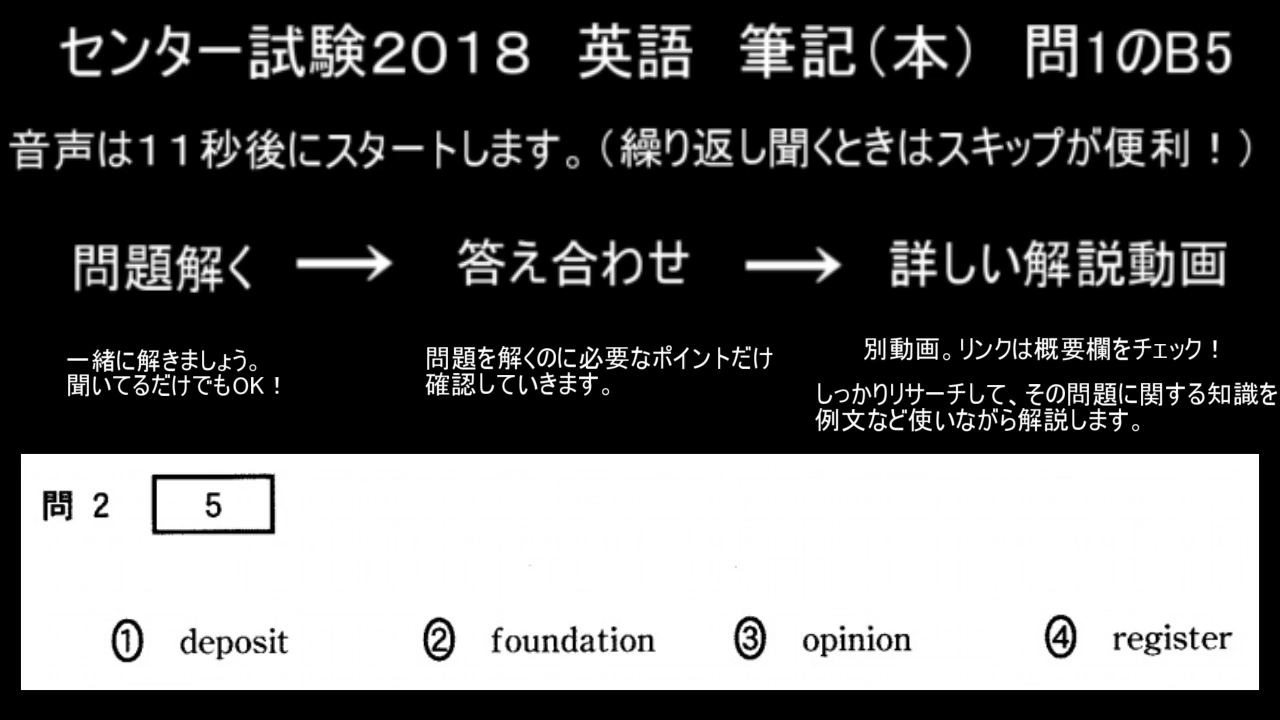 センター試験2018　英語　筆記（本）　問1のB5
音声は11秒後にスタートします。（繰り返し聞くときはスキップが便利！）
問題解く → 答え合わせ → 詳しい解説動画
一緒に解きましょう。
聞いてるだけでもOK！
問題を解くのに必要なポイントだけ
確認していきます。
別動画。リンクは概要欄をチェック！
しっかりリサーチして、その問題に関する知識を
例文など使いながら解説します。
問 2　5
① deposit　② foundation　③ opinion　④ register